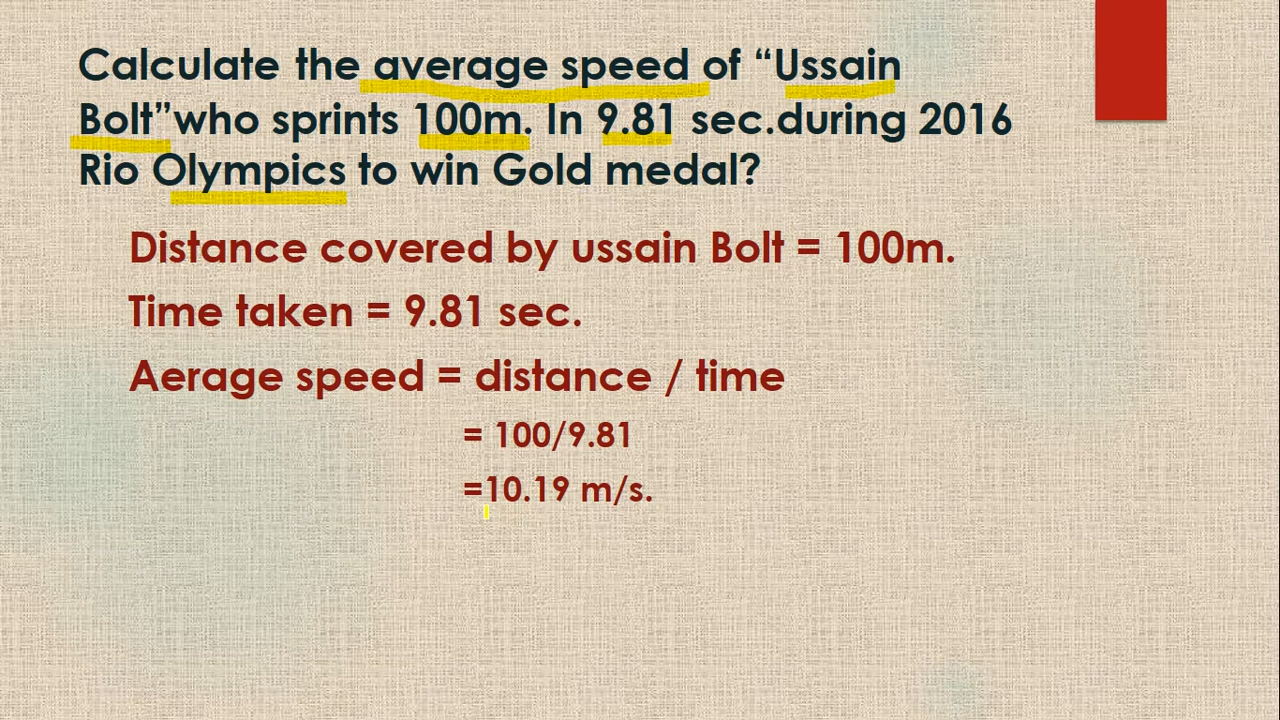 Calculate the average speed of “Ussain
Bolt”who sprints 100m. In 9.81 sec.during 2016
Rio Olympics to win Gold medal?
Distance covered by ussain Bolt = 100m.
Time taken = 9.81 sec.
Aerage speed = distance / time
= 100/9.81
=10.19 m/s.